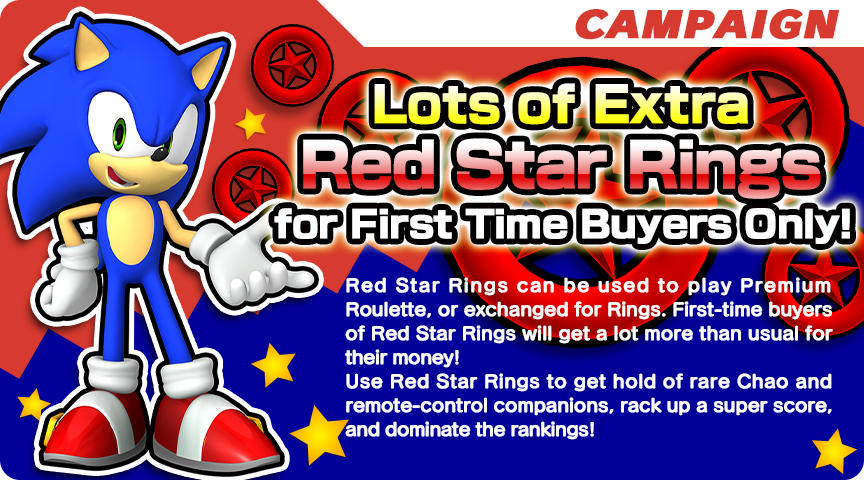 CAMPAIGN
Lots of Extra
Red Star Rings
for First Time Buyers Only!
Red Star Rings can be used to play Premium
Roulette, or exchanged for Rings. First-time buyers
of Red Star Rings will get a lot more than usual for
their money!
Use Red Star Rings to get hold of rare Chao and
remote-control companions, rack up a super score,
and dominate the rankings!